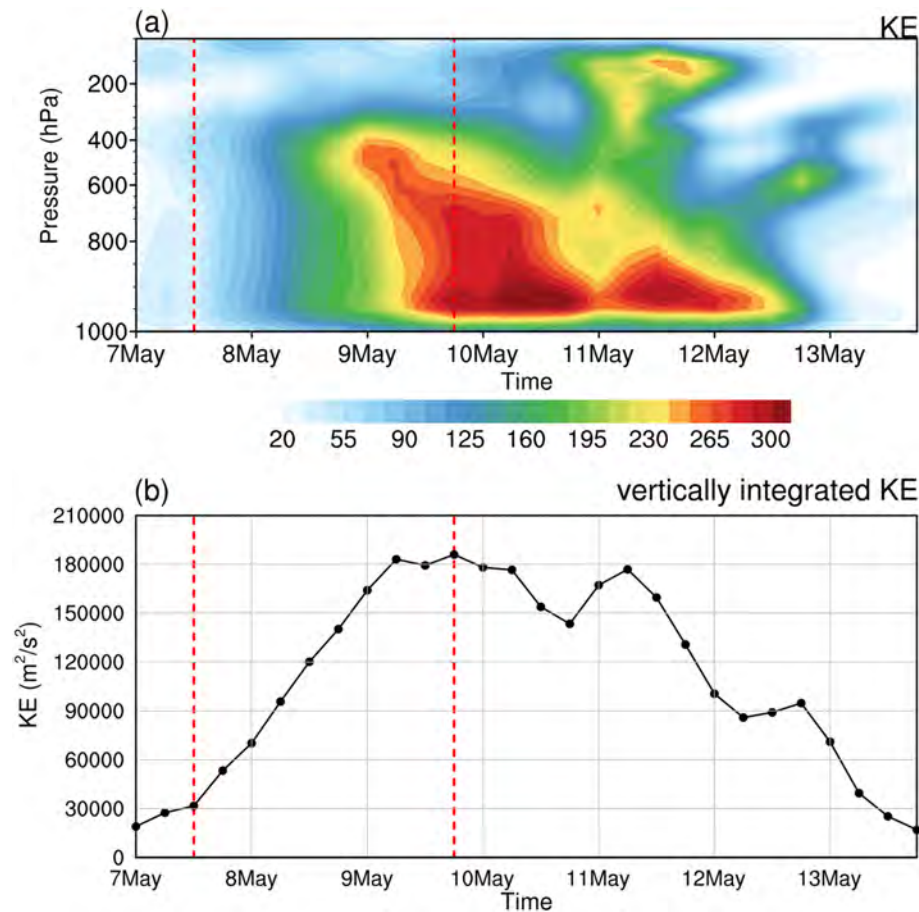 (a) KE
Pressure (hPa)
200
400
600
800
1000
7May 8May 9May 10May 11May 12May 13May
Time
20 55 90 125 160 195 230 265 300
(b) vertically integrated KE
KE (m²/s²)
210000
180000
150000
120000
90000
60000
30000
0
7May 8May 9May 10May 11May 12May 13May
Time